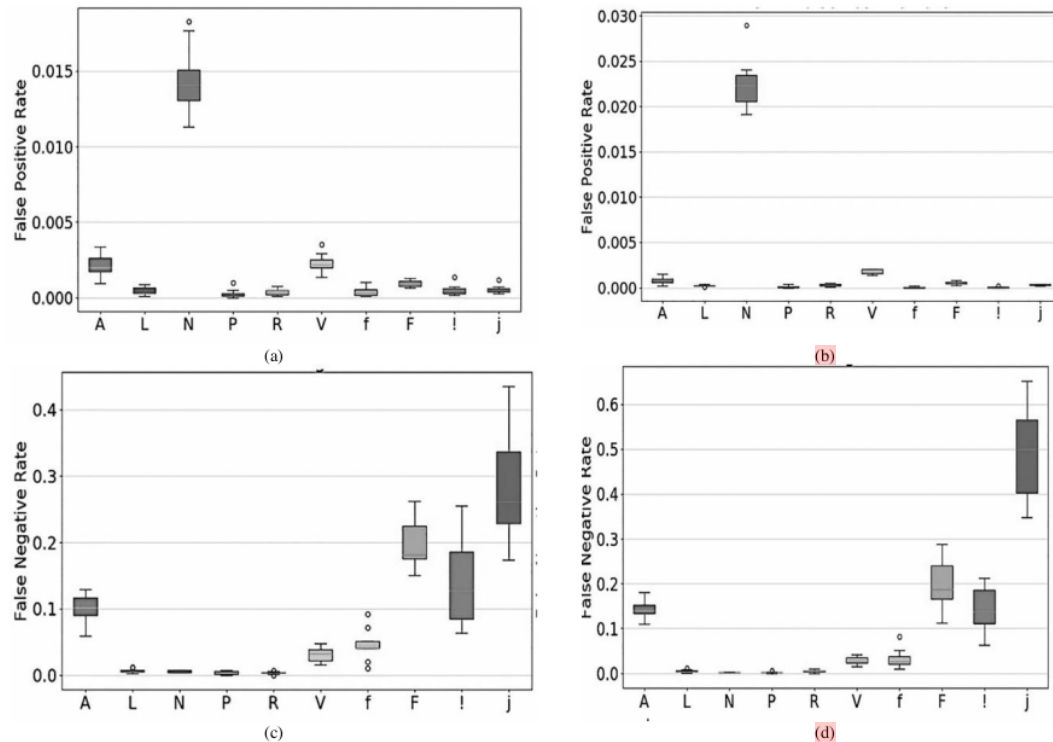 False Positive Rate
0.015
0.010
0.005
0.000
A L N P R V f F ! j
(a)
False Positive Rate
0.030
0.025
0.020
0.015
0.010
0.005
0.000
A L N P R V f F ! j
(b)
False Negative Rate
0.4
0.3
0.2
0.1
0.0
A L N P R V f F ! j
(c)
False Negative Rate
0.6
0.5
0.4
0.3
0.2
0.1
0.0
A L N P R V f F ! j
(d)